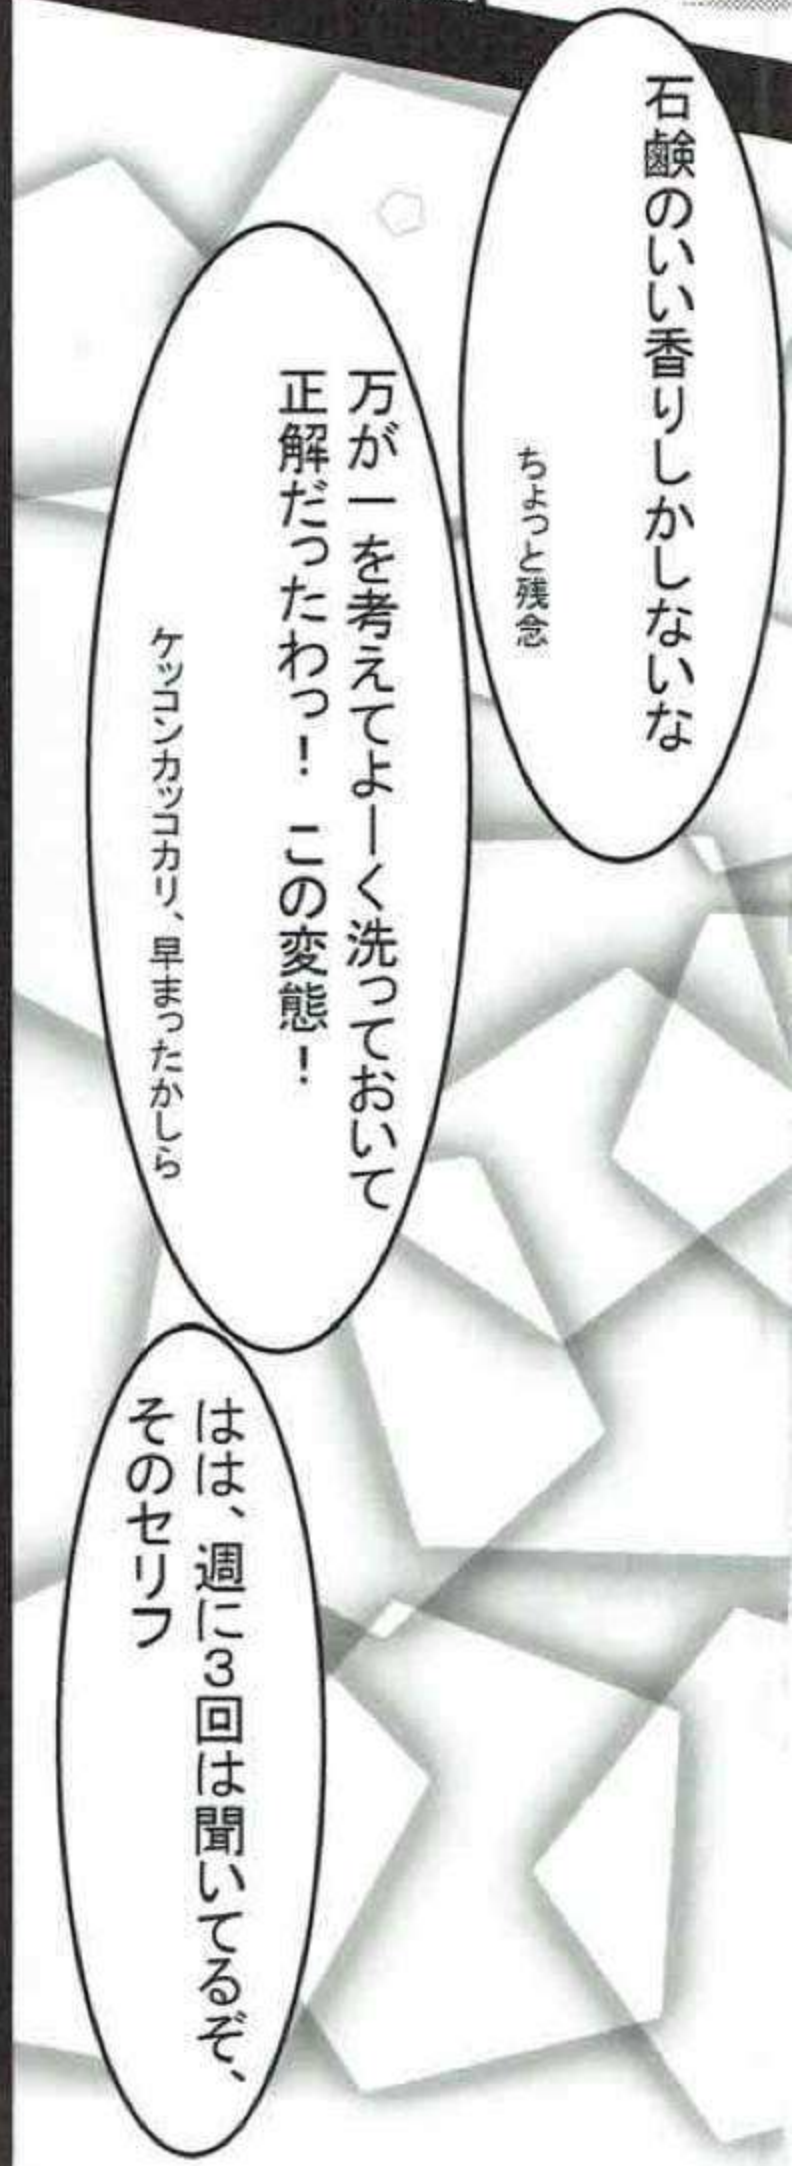 石鹸のいい香りしかしないな
ちょっと残念
万が一を考えてよーく洗っておいて
正解だったわっ！ この変態！
ケッコンカッコカリ、早まったかしら
はは、週に3回は聞いてるぞ、
そのセリフ